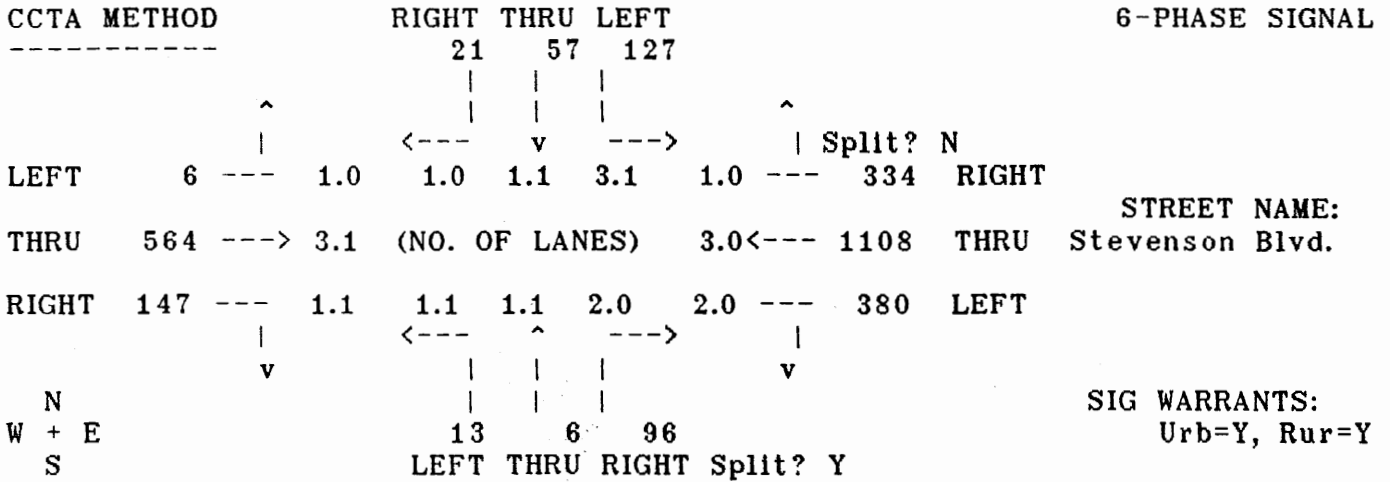 CCTA METHOD RIGHT THRU LEFT 6-PHASE SIGNAL
----------- 21 57 127
| | |
^ | | | ^
| <--- v ---> | Split? N
LEFT 6 --- 1.0 1.0 1.1 3.1 1.0 --- 334 RIGHT
STREET NAME:
THRU 564 ---> 3.1 (NO. OF LANES) 3.0<--- 1108 THRU Stevenson Blvd.
RIGHT 147 --- 1.1 1.1 1.1 2.0 2.0 --- 380 LEFT
| <--- ^ ---> |
v | | | v
N | | | SIG WARRANTS:
W + E 13 6 96 Urb=Y, Rur=Y
S LEFT THRU RIGHT Split? Y